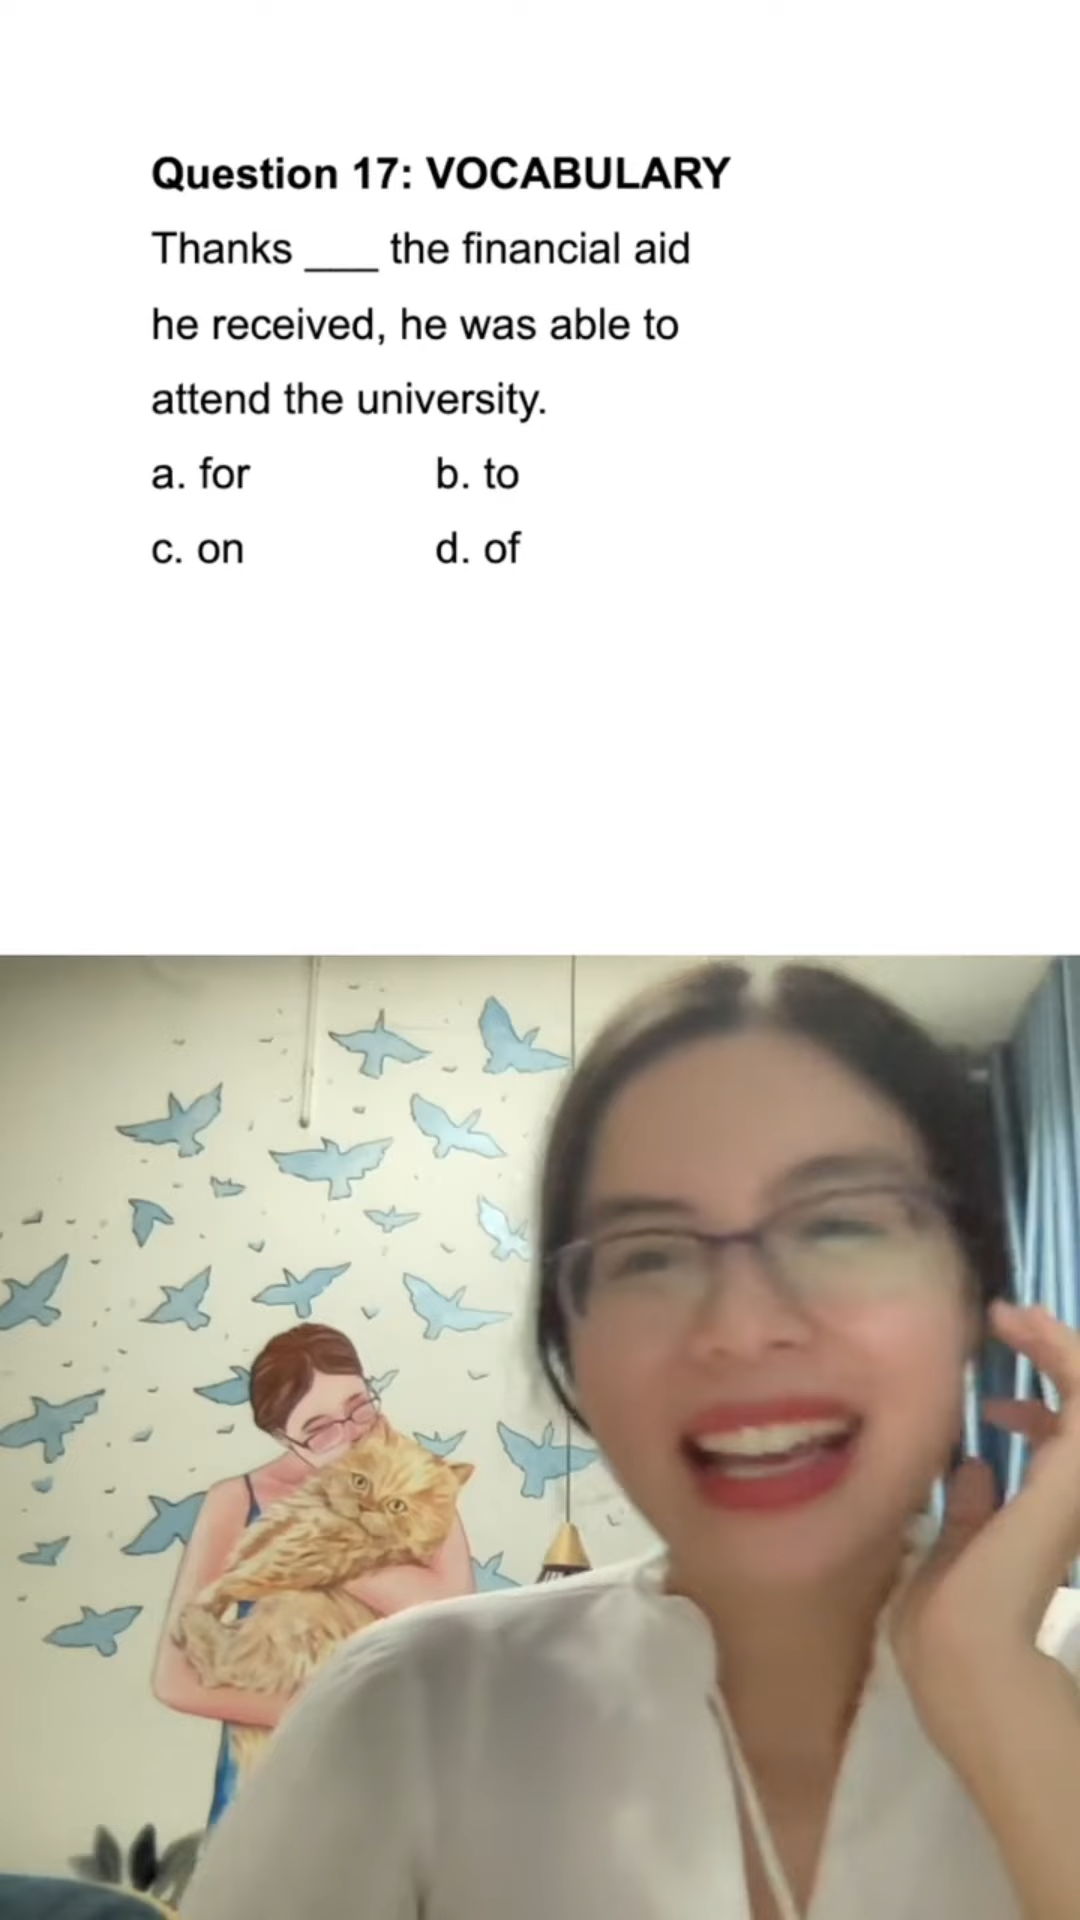 Question 17: VOCABULARY
Thanks ___ the financial aid
he received, he was able to
attend the university.
a. for b. to
c. on d. of